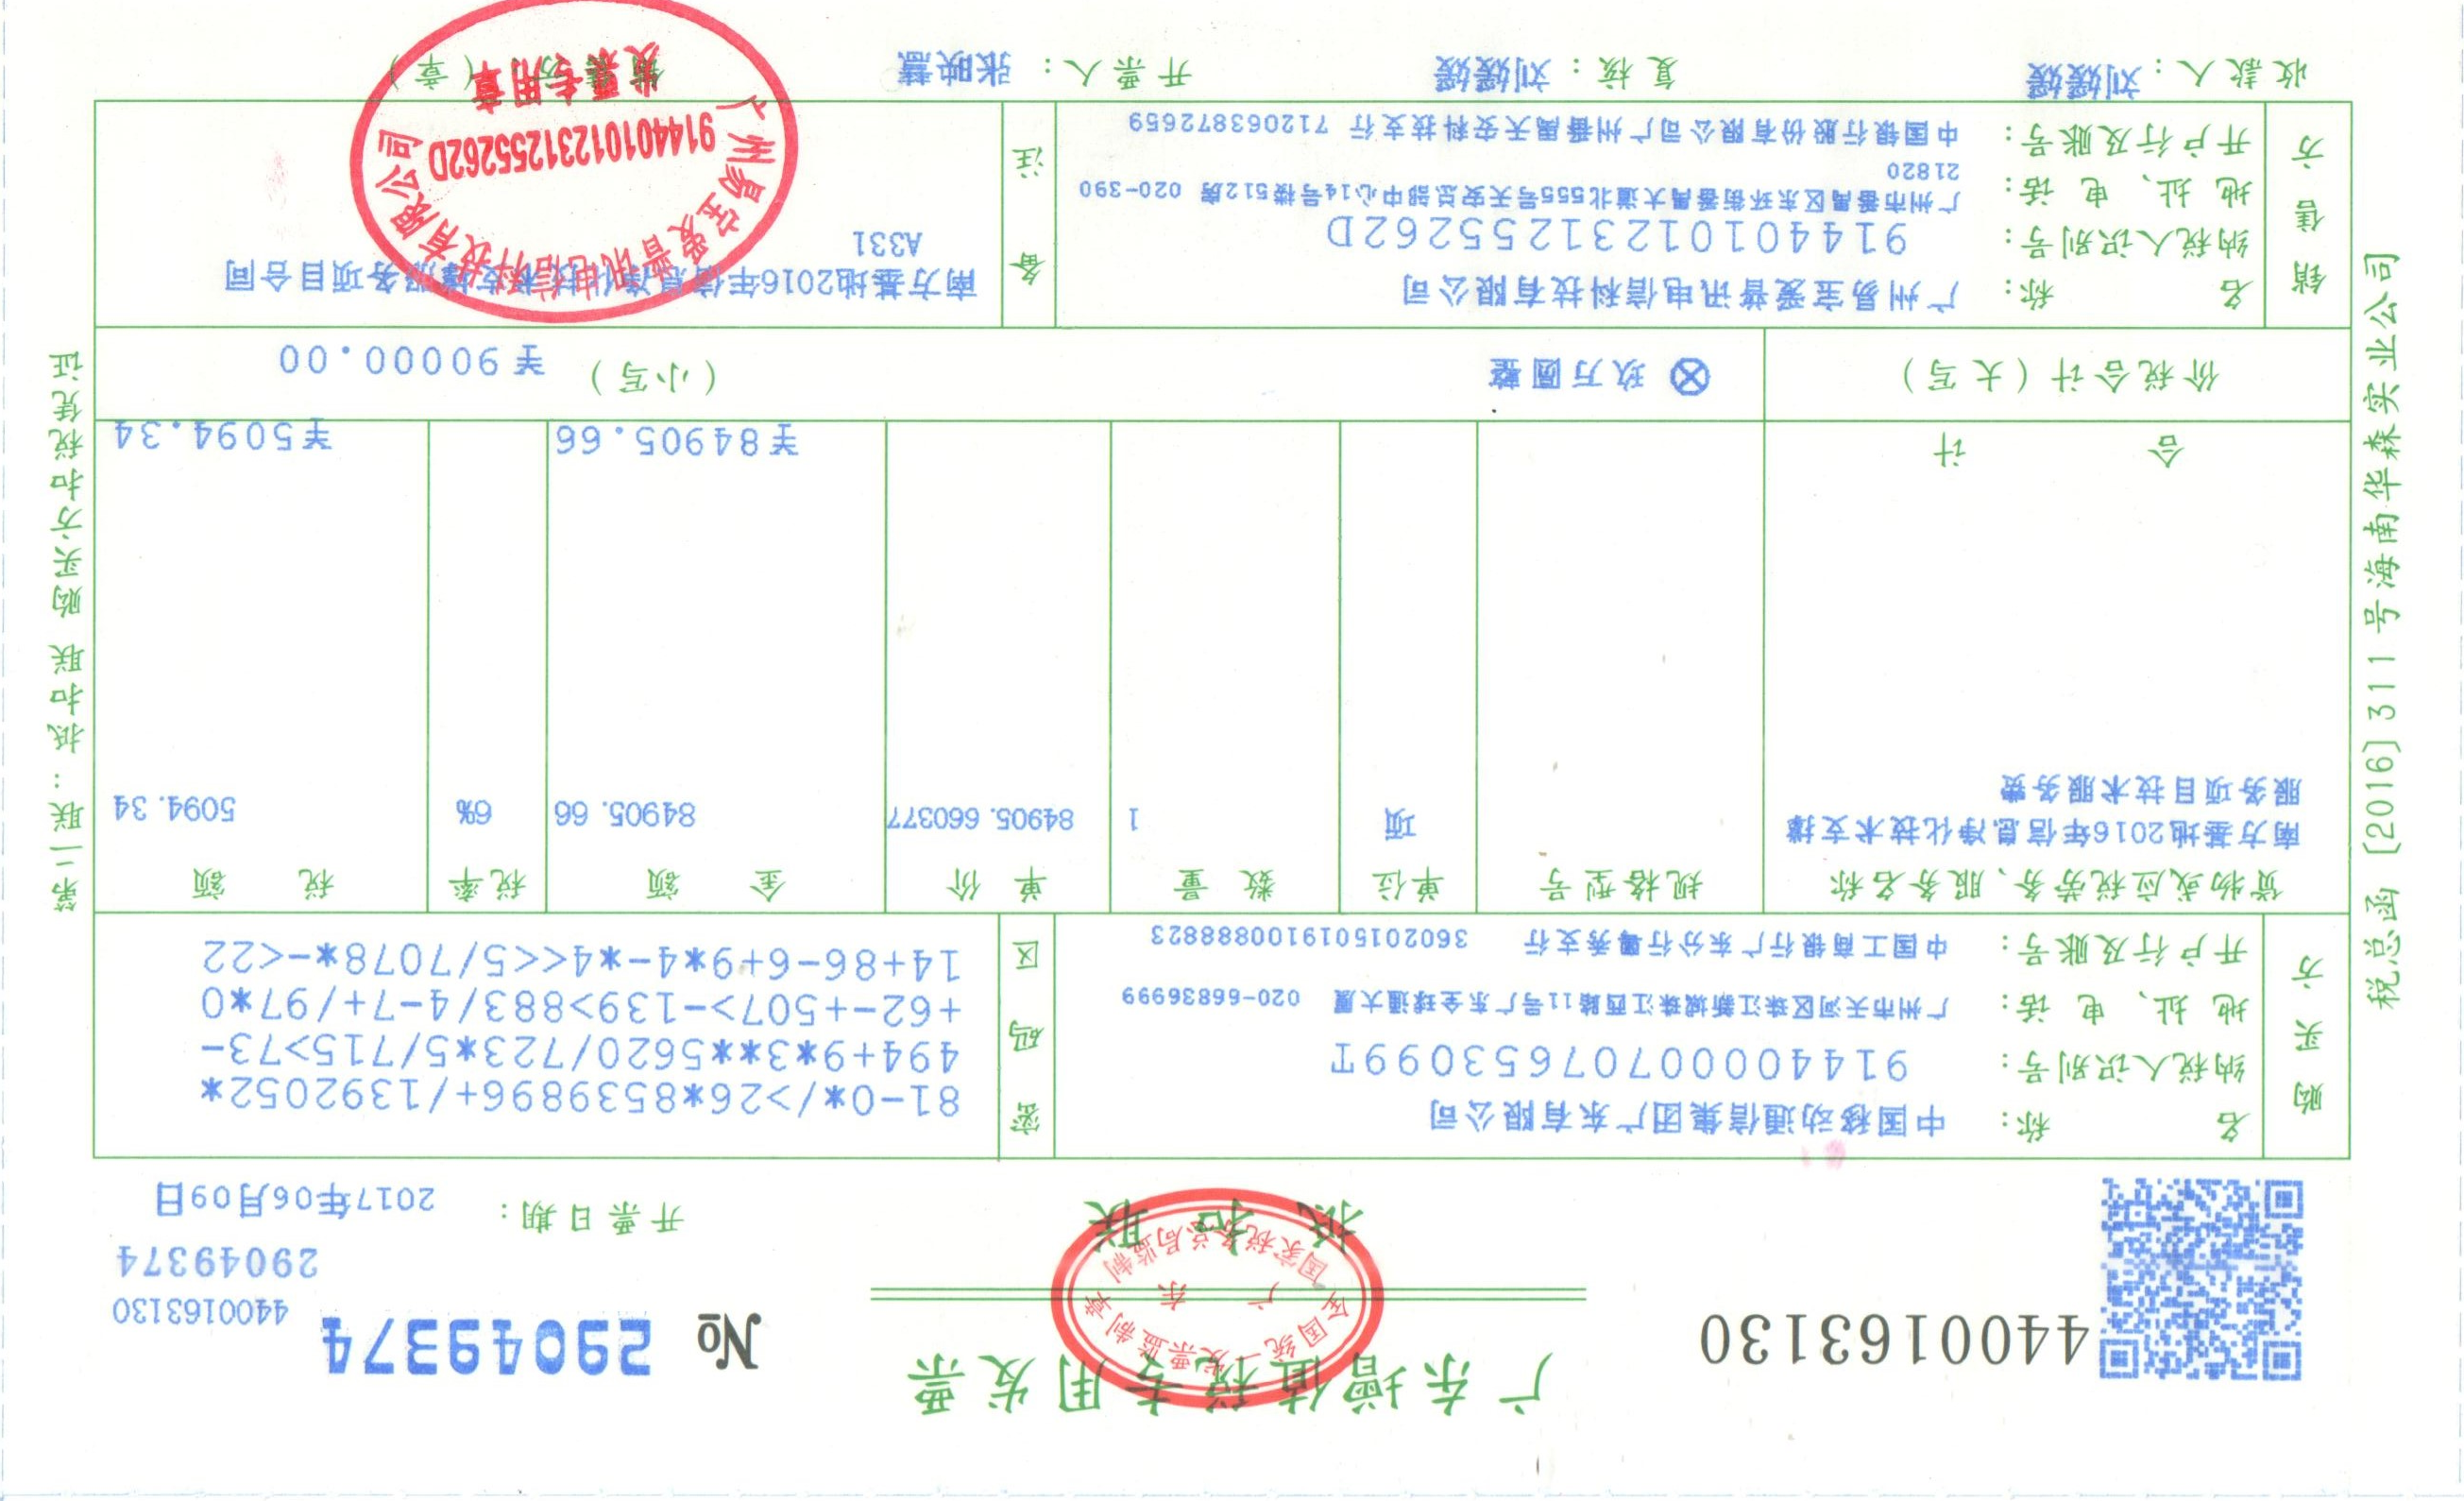 4400163130
广东增值税专用发票
抵扣联
全国统一发票监制章
广东
国家税务总局监制
№ 29049374
4400163130
29049374
开票日期： 2017年06月09日
税总函〔2016〕311号海南华森实业公司
第二联：抵扣联 购买方扣税凭证
购买方
名称： 中国移动通信集团广东有限公司
纳税人识别号： 91440000707653099T
地址、电话： 广州市天河区珠江新城珠江西路11号广东全球通大厦 020-66836999
开户行及账号： 中国工商银行广东分行粤秀支行 3602015019100888823
密码区
81-0*/>26*8539896+/1392052*
494+9*3**5620/723*5/715>73-
+62-+507>-139>883/4-7+/97*0
14+86-6+9*4-*4<<5/7078*-<22
货物或应税劳务、服务名称 规格型号 单位 数量 单价 金额 税率 税额
南方基地2016年信息净化技术支撑 项 1 84905.660377 84905.66 6% 5094.34
服务项目技术服务费
合计 ￥84905.66 ￥5094.34
价税合计（大写） ⊗玖万圆整 （小写） ￥90000.00
销售方
名称： 广州易宝爱普讯电信科技有限公司
纳税人识别号： 91440101231255262D
地址、电话： 广州市番禺区东环街番禺大道北555号天安总部中心14号楼512房 020-390
21820
开户行及账号： 中国银行股份有限公司广州番禺天安科技支行 712063872659
备注
南方基地2016年信息净化技术支撑服务项目合同
A331
广州易宝爱普讯电信科技有限公司
91440101231255262D
发票专用章
收款人： 刘媛媛 复核： 刘媛媛 开票人： 张映慧 销售方：（章）